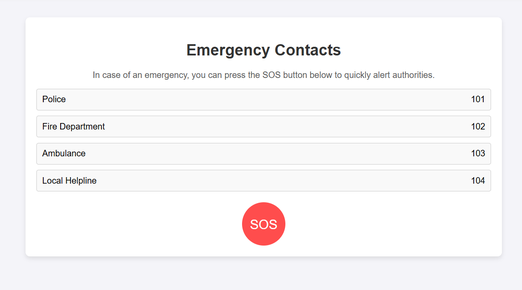 Emergency Contacts
In case of an emergency, you can press the SOS button below to quickly alert authorities.
Police 101
Fire Department 102
Ambulance 103
Local Helpline 104
SOS